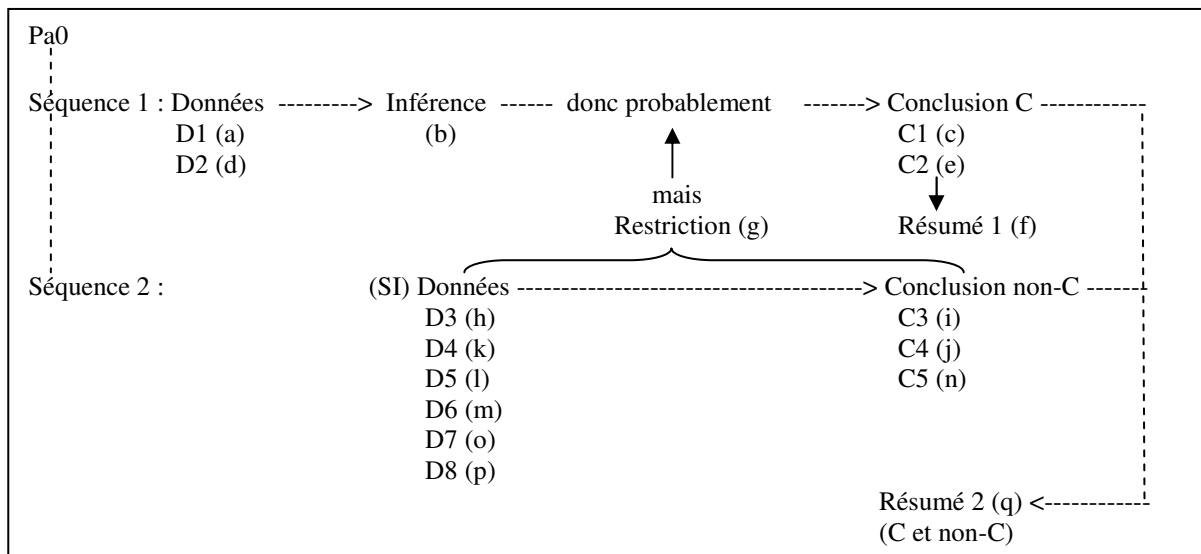 Pa0
Séquence 1 : Données ---------> Inférence ------ donc probablement -------> Conclusion C ------------
D1 (a) (b) C1 (c)
D2 (d) C2 (e)
mais
Restriction (g) Résumé 1 (f)
Séquence 2 : (SI) Données --------------------------------------> Conclusion non-C -------
D3 (h) C3 (i)
D4 (k) C4 (j)
D5 (l) C5 (n)
D6 (m)
D7 (o)
D8 (p)
Résumé 2 (q) <------------
(C et non-C)